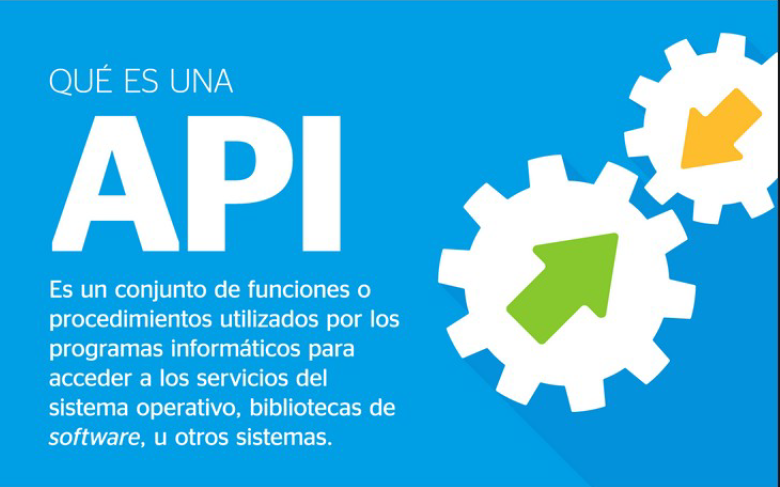 QUÉ ES UNA
API
Es un conjunto de funciones o
procedimientos utilizados por los
programas informáticos para
acceder a los servicios del
sistema operativo, bibliotecas de
software, u otros sistemas.